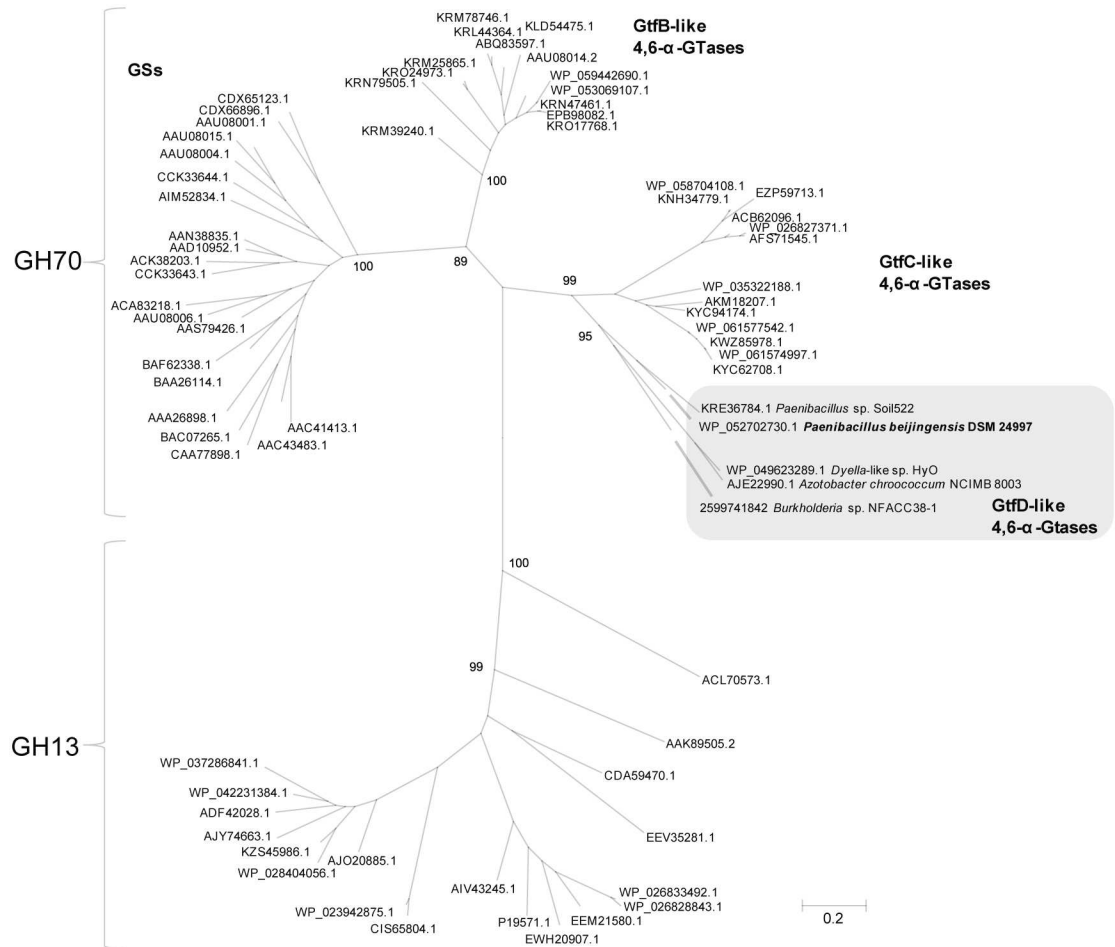 KRM78746.1
KRL44364.1
KLD54475.1
ABQ83597.1
AAU08014.2
KRM25865.1
KRO24973.1
KRN79505.1
WP_059442690.1
WP_053069107.1
KRN47461.1
EPB98082.1
KRO17768.1
KRM39240.1
GtfB-like
4,6-α-GTases
GSs
CDX65123.1
CDX66896.1
AAU08001.1
AAU08015.1
AAU08004.1
CCK33644.1
AIM52834.1
AAN38835.1
AAD10952.1
ACK38203.1
CCK33643.1
ACA83218.1
AAU08006.1
AAS79426.1
BAF62338.1
BAA26114.1
AAA26898.1
BAC07265.1
CAA77898.1
AAC43483.1
AAC41413.1
GH70
100
100
89
99
95
WP_058704108.1
KNH34779.1
EZP59713.1
ACB62096.1
WP_026827371.1
AFS71545.1
GtfC-like
4,6-α-GTases
WP_035322188.1
AKM18207.1
KYC94174.1
WP_061577542.1
KWZ85978.1
WP_061574997.1
KYC62708.1
KRE36784.1 Paenibacillus sp. Soil522
WP_052702730.1 Paenibacillus beijingensis DSM 24997
WP_049623289.1 Dyella-like sp. HyO
AJE22990.1 Azotobacter chroococcum NCIMB 8003
2599741842 Burkholderia sp. NFACC38-1
GtfD-like
4,6-α-Gtases
100
99
ACL70573.1
AAK89505.2
CDA59470.1
EEV35281.1
GH13
WP_037286841.1
WP_042231384.1
ADF42028.1
AJY74663.1
KZS45986.1
WP_028404056.1
AJO20885.1
WP_023942875.1
CIS65804.1
AIV43245.1
P19571.1
EWH20907.1
EEM21580.1
WP_026833492.1
WP_026828843.1
0.2